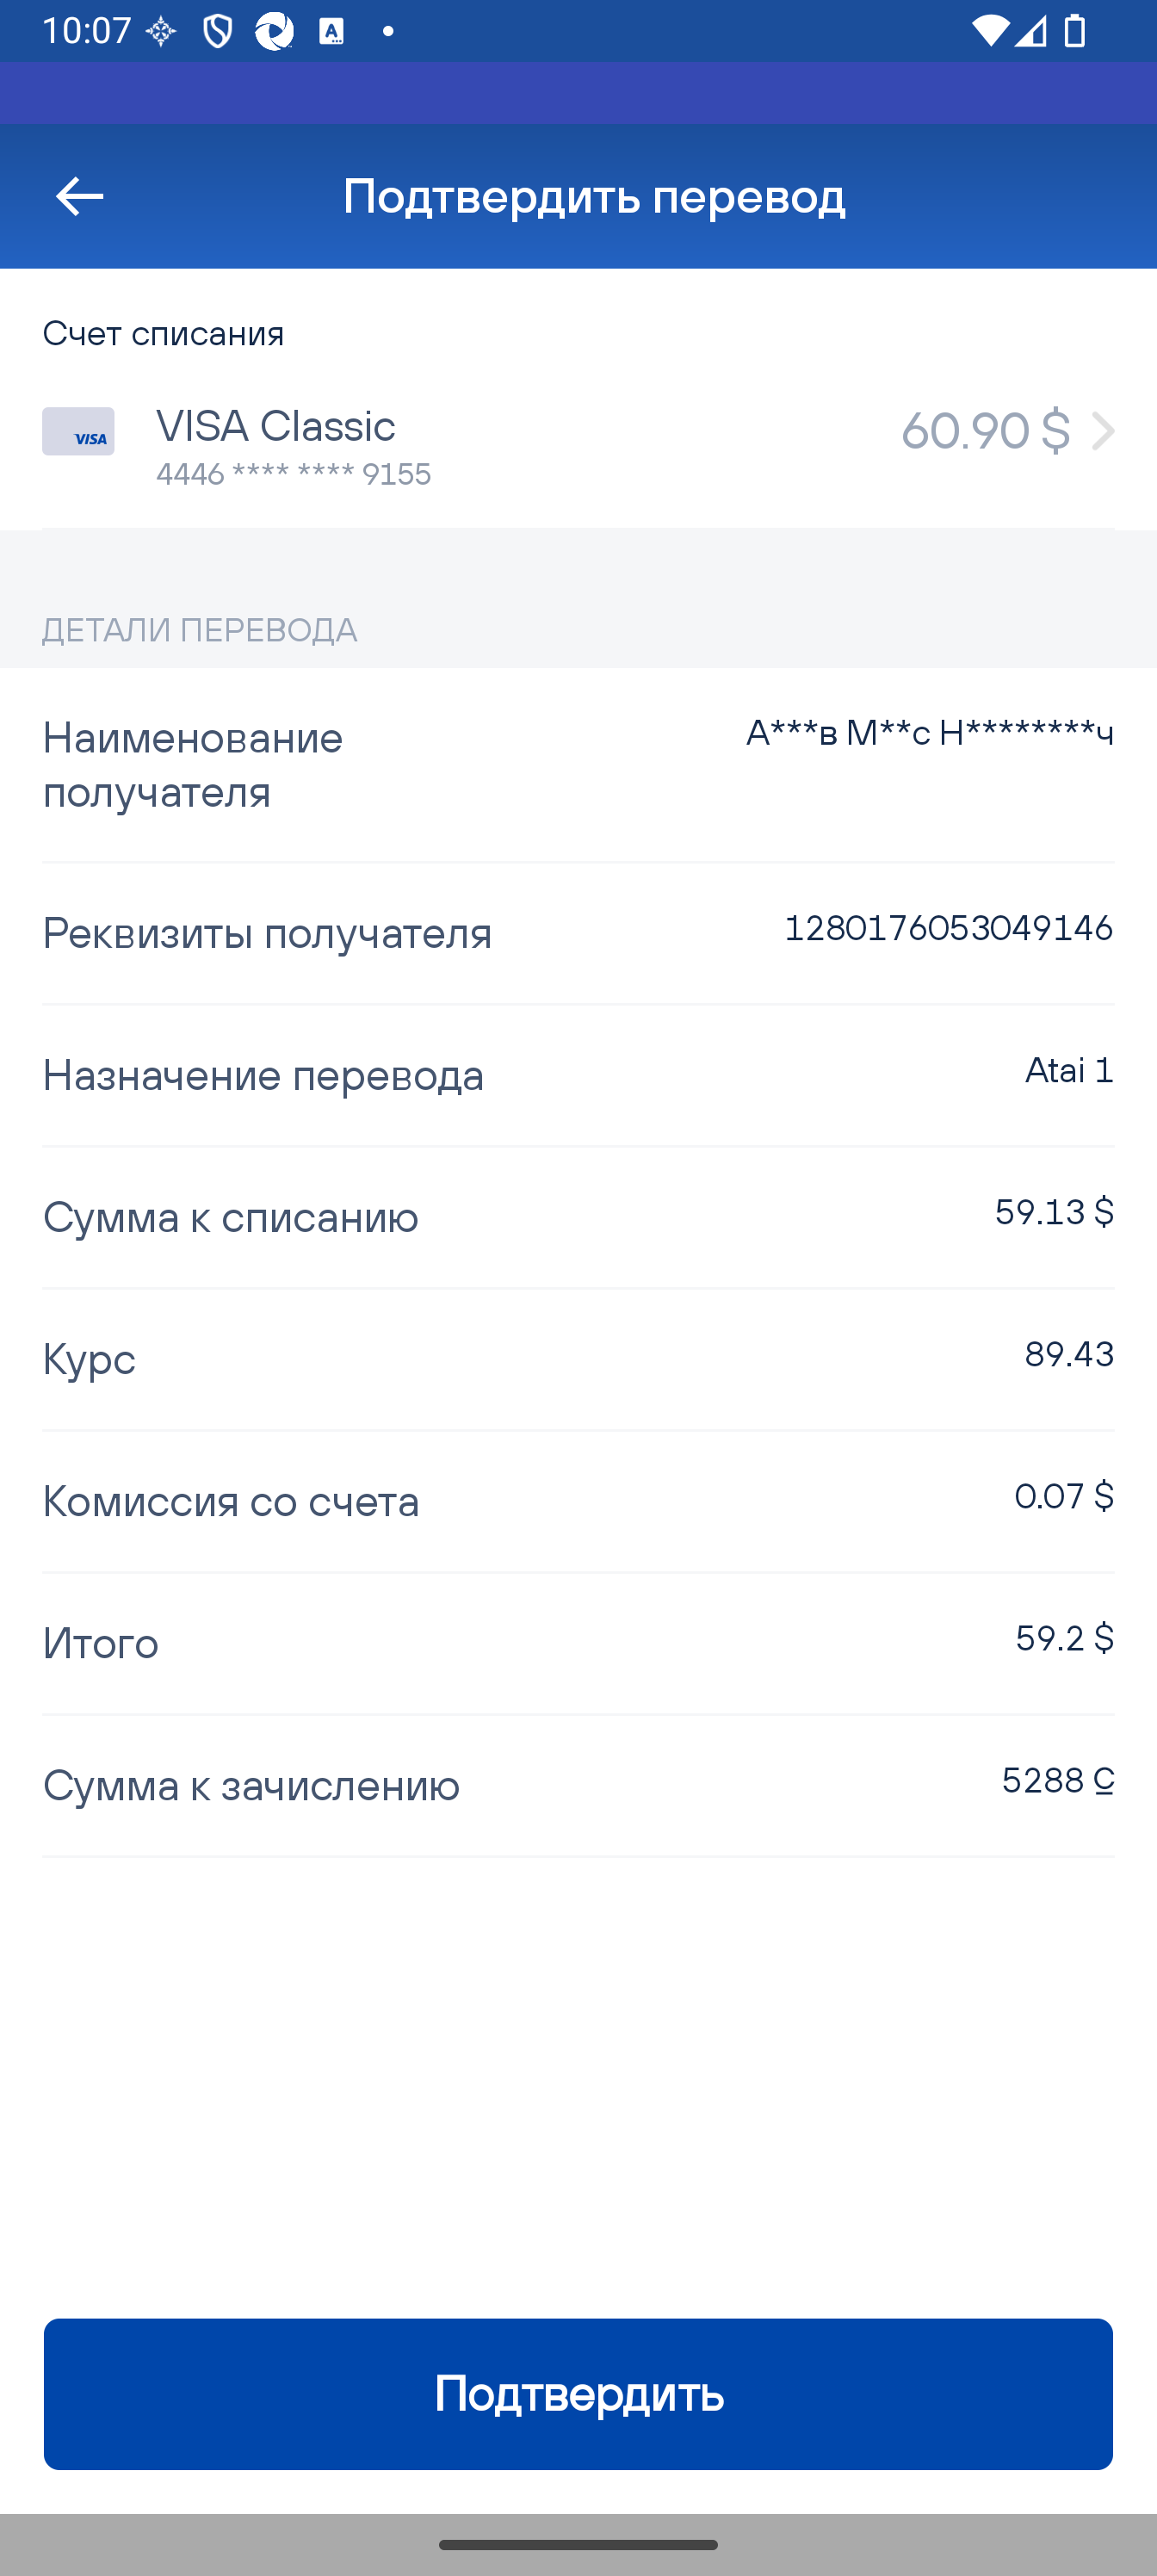 10:07
Подтвердить перевод
Счет списания
VISA
VISA Classic
60.90 $
4446 **** **** 9155
ДЕТАЛИ ПЕРЕВОДА
Наименование получателя
А***в М**с Н********ч
Реквизиты получателя
1280176053049146
Назначение перевода
Atai 1
Сумма к списанию
59.13 $
Курс
89.43
Комиссия со счета
0.07 $
Итого
59.2 $
Сумма к зачислению
5288 С̲
Подтвердить